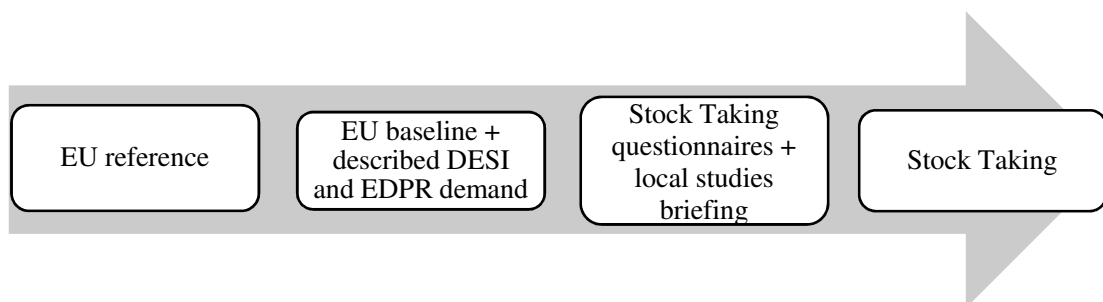 EU reference
EU baseline +
described DESI
and EDPR demand
Stock Taking
questionnaires +
local studies
briefing
Stock Taking